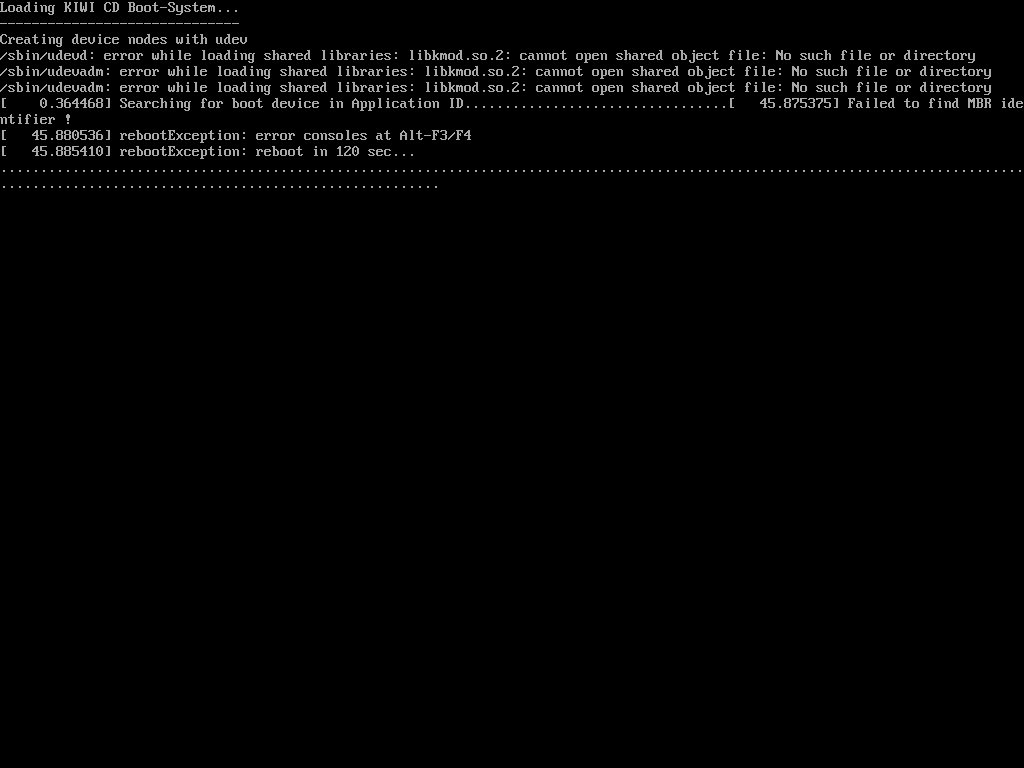 Loading KIWI CD Boot-System...
------------------------------
Creating device nodes with udev
/sbin/udevd: error while loading shared libraries: libkmod.so.2: cannot open shared object file: No such file or directory
/sbin/udevadm: error while loading shared libraries: libkmod.so.2: cannot open shared object file: No such file or directory
/sbin/udevadm: error while loading shared libraries: libkmod.so.2: cannot open shared object file: No such file or directory
[    0.364468] Searching for boot device in Application ID.................................[   45.875375] Failed to find MBR ide
ntifier !
[   45.880536] rebootException: error consoles at Alt-F3/F4
[   45.885410] rebootException: reboot in 120 sec...
................................................................................................................................
.......................................................